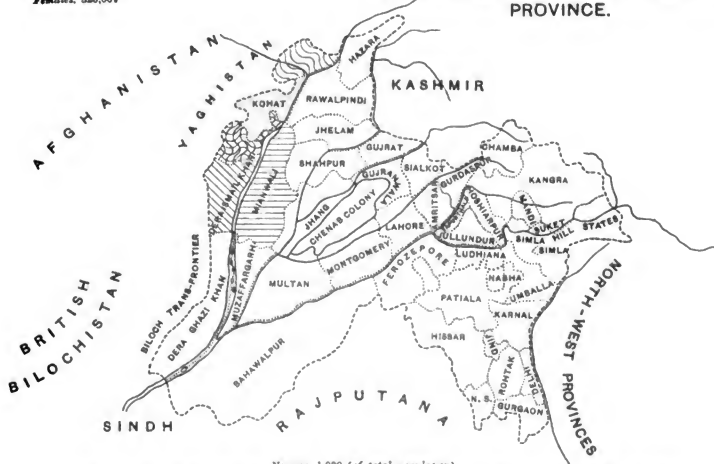 PROVINCE.
AFGHANISTAN
YAGHISTAN
HAZARA
KASHMIR
KOHAT
RAWALPINDI
JHELAM
GUJRAT
SHAHPUR
SIALKOT
GUJRANWALA
GURDASPUR
CHAMBA
KANGRA
MIANWALI
JHANG
CHENAB COLONY
AMRITSAR
HOSHIARPUR
MANDI
SUKET
SIMLA HILL STATES
SIMLA
LAHORE
JULLUNDUR
LUDHIANA
MONTGOMERY
FEROZEPORE
NABHA
UMBALLA
MUZAFFARGARH
MULTAN
PATIALA
KARNAL
BILOCH TRANS-FRONTIER
DERA GHAZI KHAN
BRITISH
BILOCHISTAN
BAHAWALPUR
HISSAR
JIND
ROHTAK
DELHI
NORTH-WEST PROVINCES
RAJPUTANA
N. S.
GURGAON
SINDH